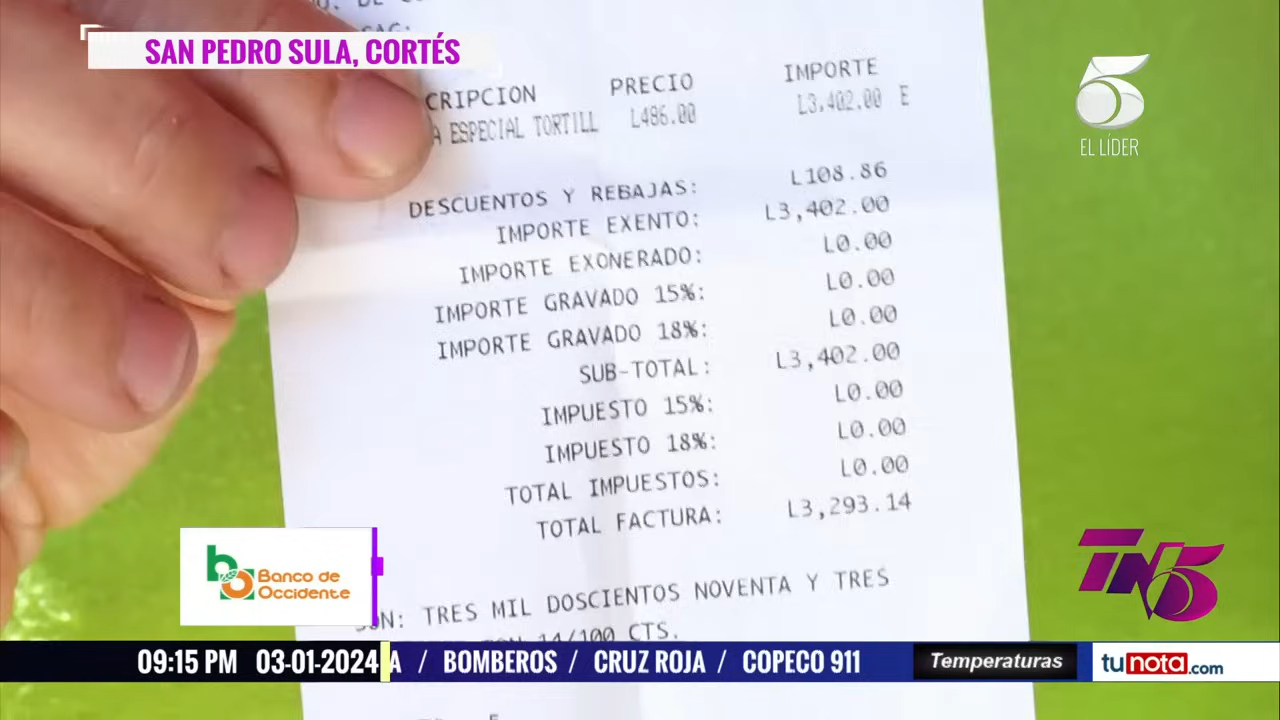 SAN PEDRO SULA, CORTÉS
5
EL LÍDER
CRIPCION PRECIO IMPORTE
A ESPECIAL TORTILL L486.00 L3,402.00 E
DESCUENTOS Y REBAJAS: L108.86
IMPORTE EXENTO: L3,402.00
IMPORTE EXONERADO: L0.00
IMPORTE GRAVADO 15%: L0.00
IMPORTE GRAVADO 18%: L0.00
SUB-TOTAL: L3,402.00
IMPUESTO 15%: L0.00
IMPUESTO 18%: L0.00
TOTAL IMPUESTOS: L0.00
TOTAL FACTURA: L3,293.14
SON: TRES MIL DOSCIENTOS NOVENTA Y TRES
14/100 CTS.
Banco de
Occidente
TN5
09:15 PM 03-01-2024 A / BOMBEROS / CRUZ ROJA / COPECO 911
Temperaturas
tunota.com